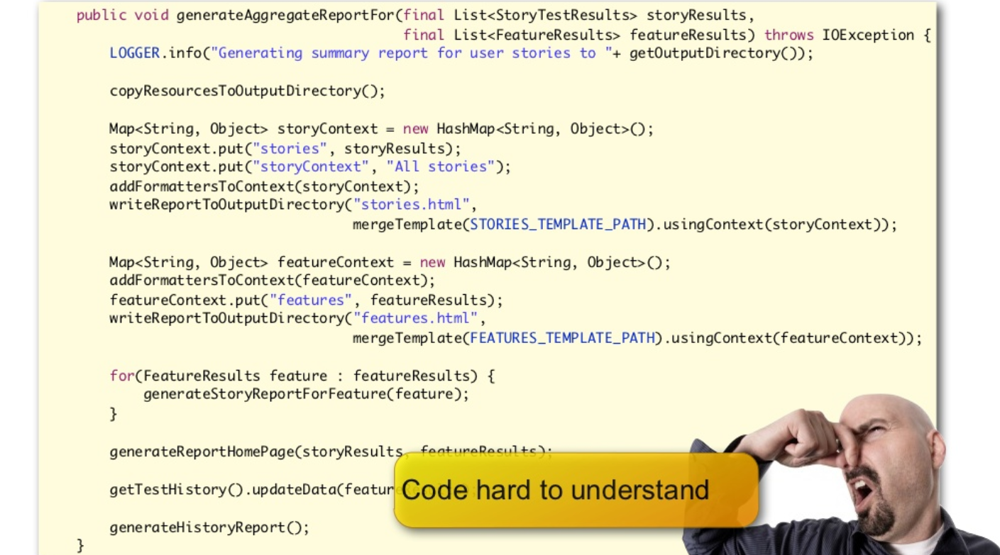 public void generateAggregateReportFor(final List<StoryTestResults> storyResults,
final List<FeatureResults> featureResults) throws IOException {
LOGGER.info("Generating summary report for user stories to "+ getOutputDirectory());
copyResourcesToOutputDirectory();
Map<String, Object> storyContext = new HashMap<String, Object>();
storyContext.put("stories", storyResults);
storyContext.put("storyContext", "All stories");
addFormattersToContext(storyContext);
writeReportToOutputDirectory("stories.html",
mergeTemplate(STORIES_TEMPLATE_PATH).usingContext(storyContext));
Map<String, Object> featureContext = new HashMap<String, Object>();
addFormattersToContext(featureContext);
featureContext.put("features", featureResults);
writeReportToOutputDirectory("features.html",
mergeTemplate(FEATURES_TEMPLATE_PATH).usingContext(featureContext));
for(FeatureResults feature : featureResults) {
generateStoryReportForFeature(feature);
}
generateReportHomePage(storyResults, featureResults);
getTestHistory().updateData(featur
Code hard to understand
generateHistoryReport();
}